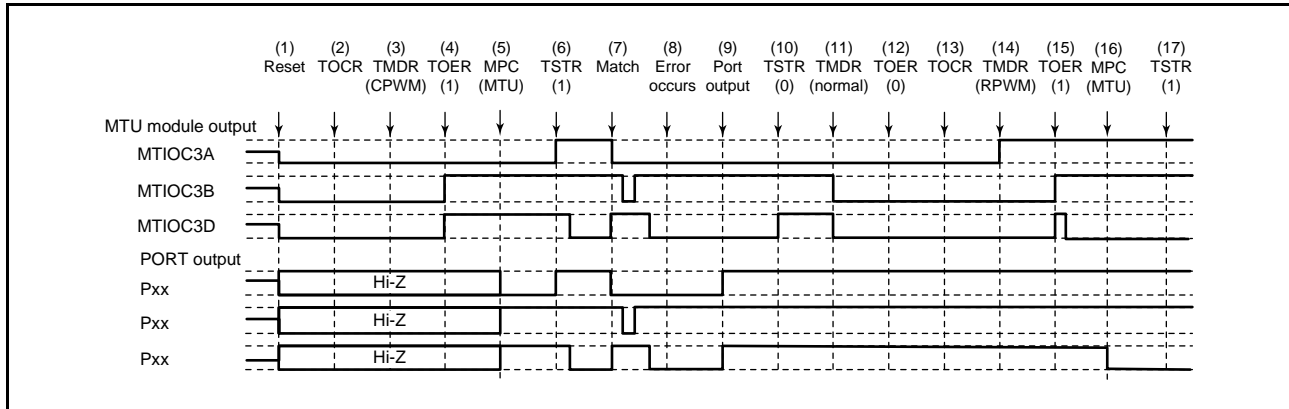 (1) (2) (3) (4) (5) (6) (7) (8) (9) (10) (11) (12) (13) (14) (15) (16) (17)
Reset TOCR TMDR TOER MPC TSTR Match Error Port TSTR TMDR TOER TOCR TMDR TOER MPC TSTR
(CPWM) (1) (MTU) (1) occurs output (0) (normal) (0) (RPWM) (1) (MTU) (1)
MTU module output
MTIOC3A
MTIOC3B
MTIOC3D
PORT output
Pxx Hi-Z
Pxx Hi-Z
Pxx Hi-Z